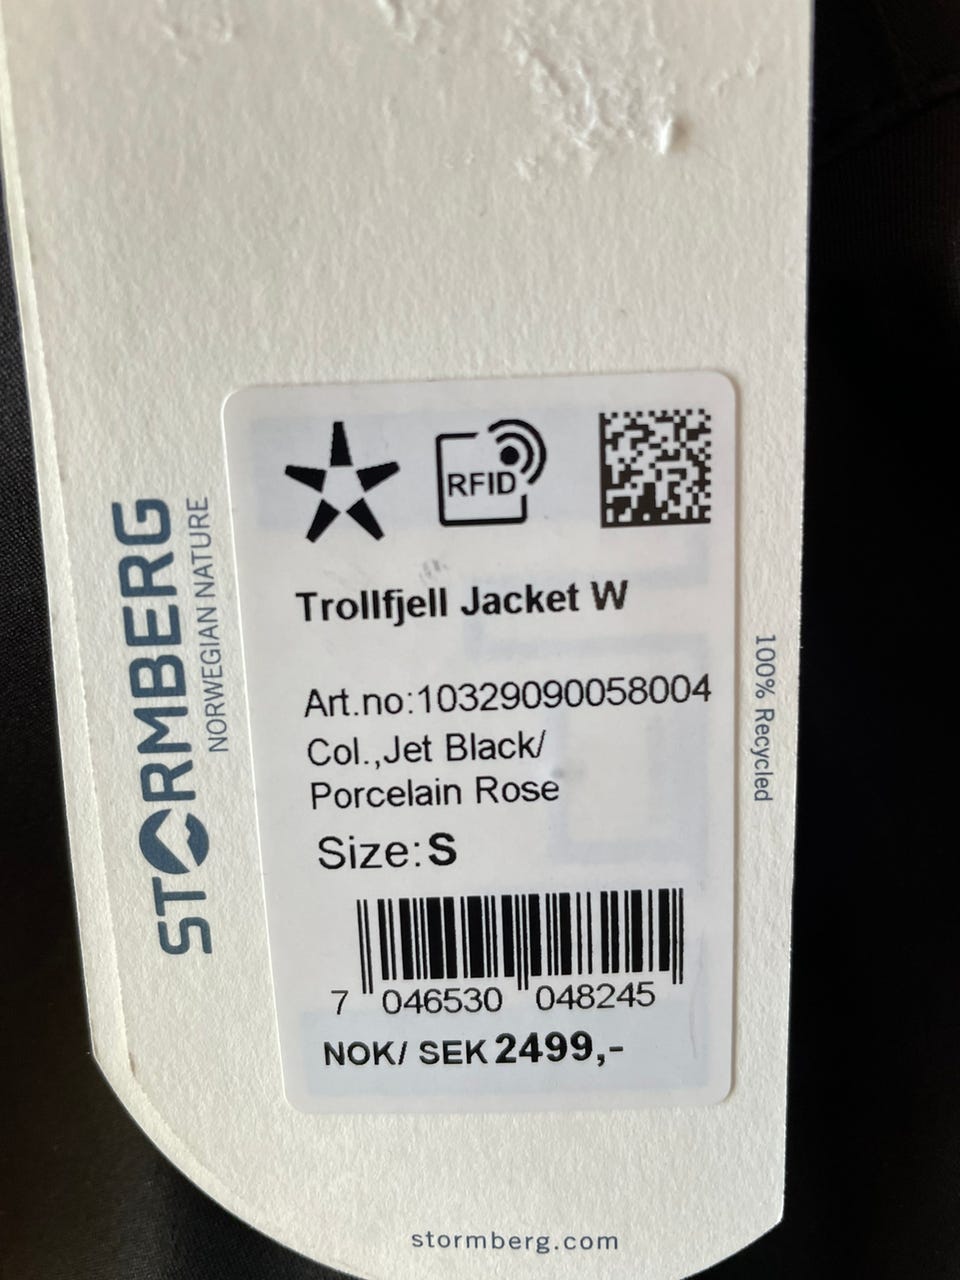 STORMBERG
NORWEGIAN NATURE
RFID
Trollfjell Jacket W
Art.no:10329090058004
Col.,Jet Black/
Porcelain Rose
Size:S
7 046530 048245
NOK/ SEK 2499,-
100% Recycled
stormberg.com